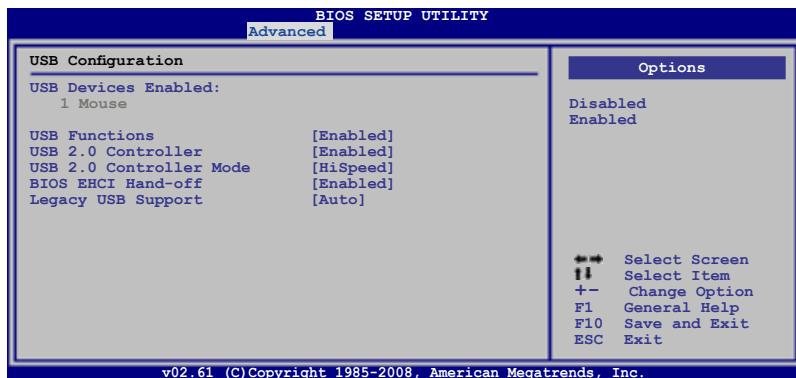 BIOS SETUP UTILITY
Advanced
USB Configuration
USB Devices Enabled:
1 Mouse
USB Functions [Enabled]
USB 2.0 Controller [Enabled]
USB 2.0 Controller Mode [HiSpeed]
BIOS EHCI Hand-off [Enabled]
Legacy USB Support [Auto]
Options
Disabled
Enabled
←→ Select Screen
↑↓ Select Item
+- Change Option
F1 General Help
F10 Save and Exit
ESC Exit
v02.61 (C)Copyright 1985-2008, American Megatrends, Inc.